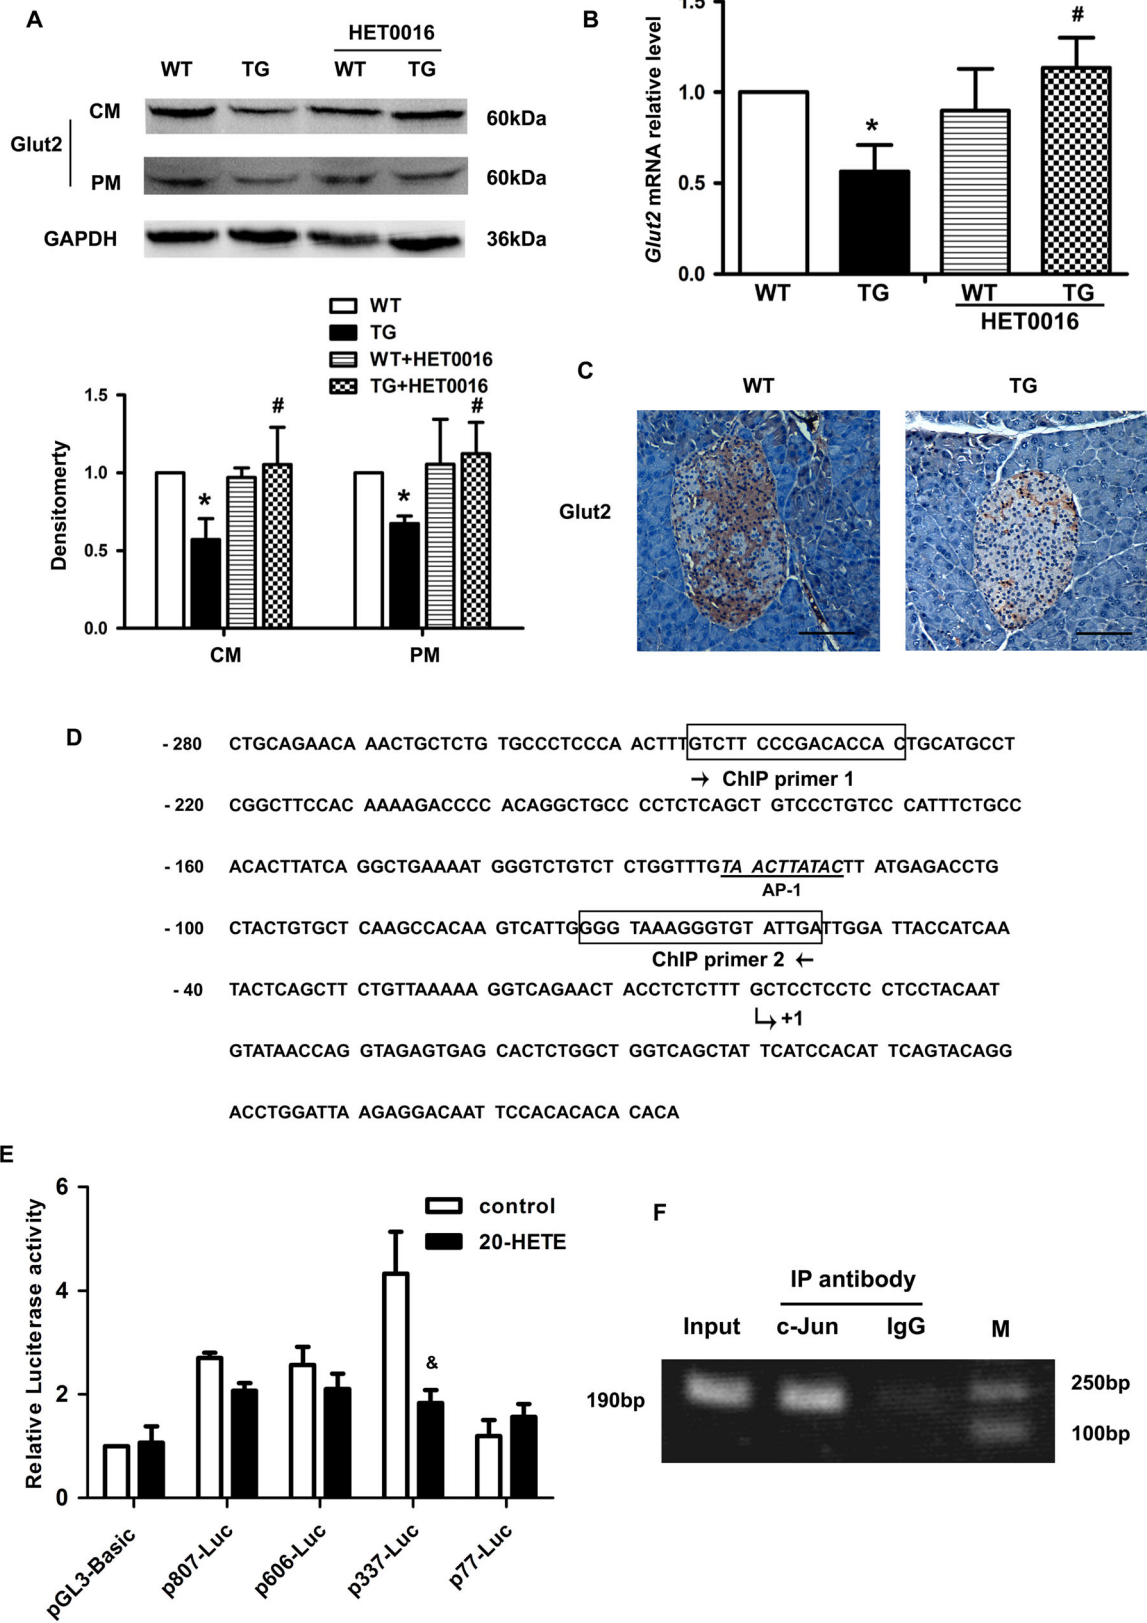 A
HET0016
WT TG WT TG
CM 60kDa
Glut2
PM 60kDa
GAPDH 36kDa
WT
TG
WT+HET0016
TG+HET0016
Densitomerty
1.5
1.0
0.5
0.0
* # * #
CM PM
B
Glut2 mRNA relative level
1.5
1.0
0.5
0.0
* #
WT TG WT TG
HET0016
C
WT TG
Glut2
D
- 280 CTGCAGAACA AACTGCTCTG TGCCCTCCCA ACTTTGTCTT CCCGACACCA CTGCATGCCT
→ ChIP primer 1
- 220 CGGCTTCCAC AAAAGACCCC ACAGGCTGCC CCTCTCAGCT GTCCCTGTCC CATTTCTGCC
- 160 ACACTTATCA GGCTGAAAAT GGGTCTGTCT CTGGTTTGTA ACTTATACTT ATGAGACCTG
AP-1
- 100 CTACTGTGCT CAAGCCACAA GTCATTGGGG TAAAGGGTGT ATTGATTGGA TTACCATCAA
ChIP primer 2 ←
- 40 TACTCAGCTT CTGTTAAAAA GGTCAGAACT ACCTCTCTTT GCTCCTCCTC CTCCTACAAT
+1
GTATAACCAG GTAGAGTGAG CACTCTGGCT GGTCAGCTAT TCATCCACAT TCAGTACAGG
ACCTGGATTA AGAGGACAAT TCCACACACA CACA
E
Relative Luciterase activity
6
4
2
0
control
20-HETE
&
pGL3-Basic p807-Luc p606-Luc p337-Luc p77-Luc
F
IP antibody
Input c-Jun IgG M
190bp 250bp
100bp